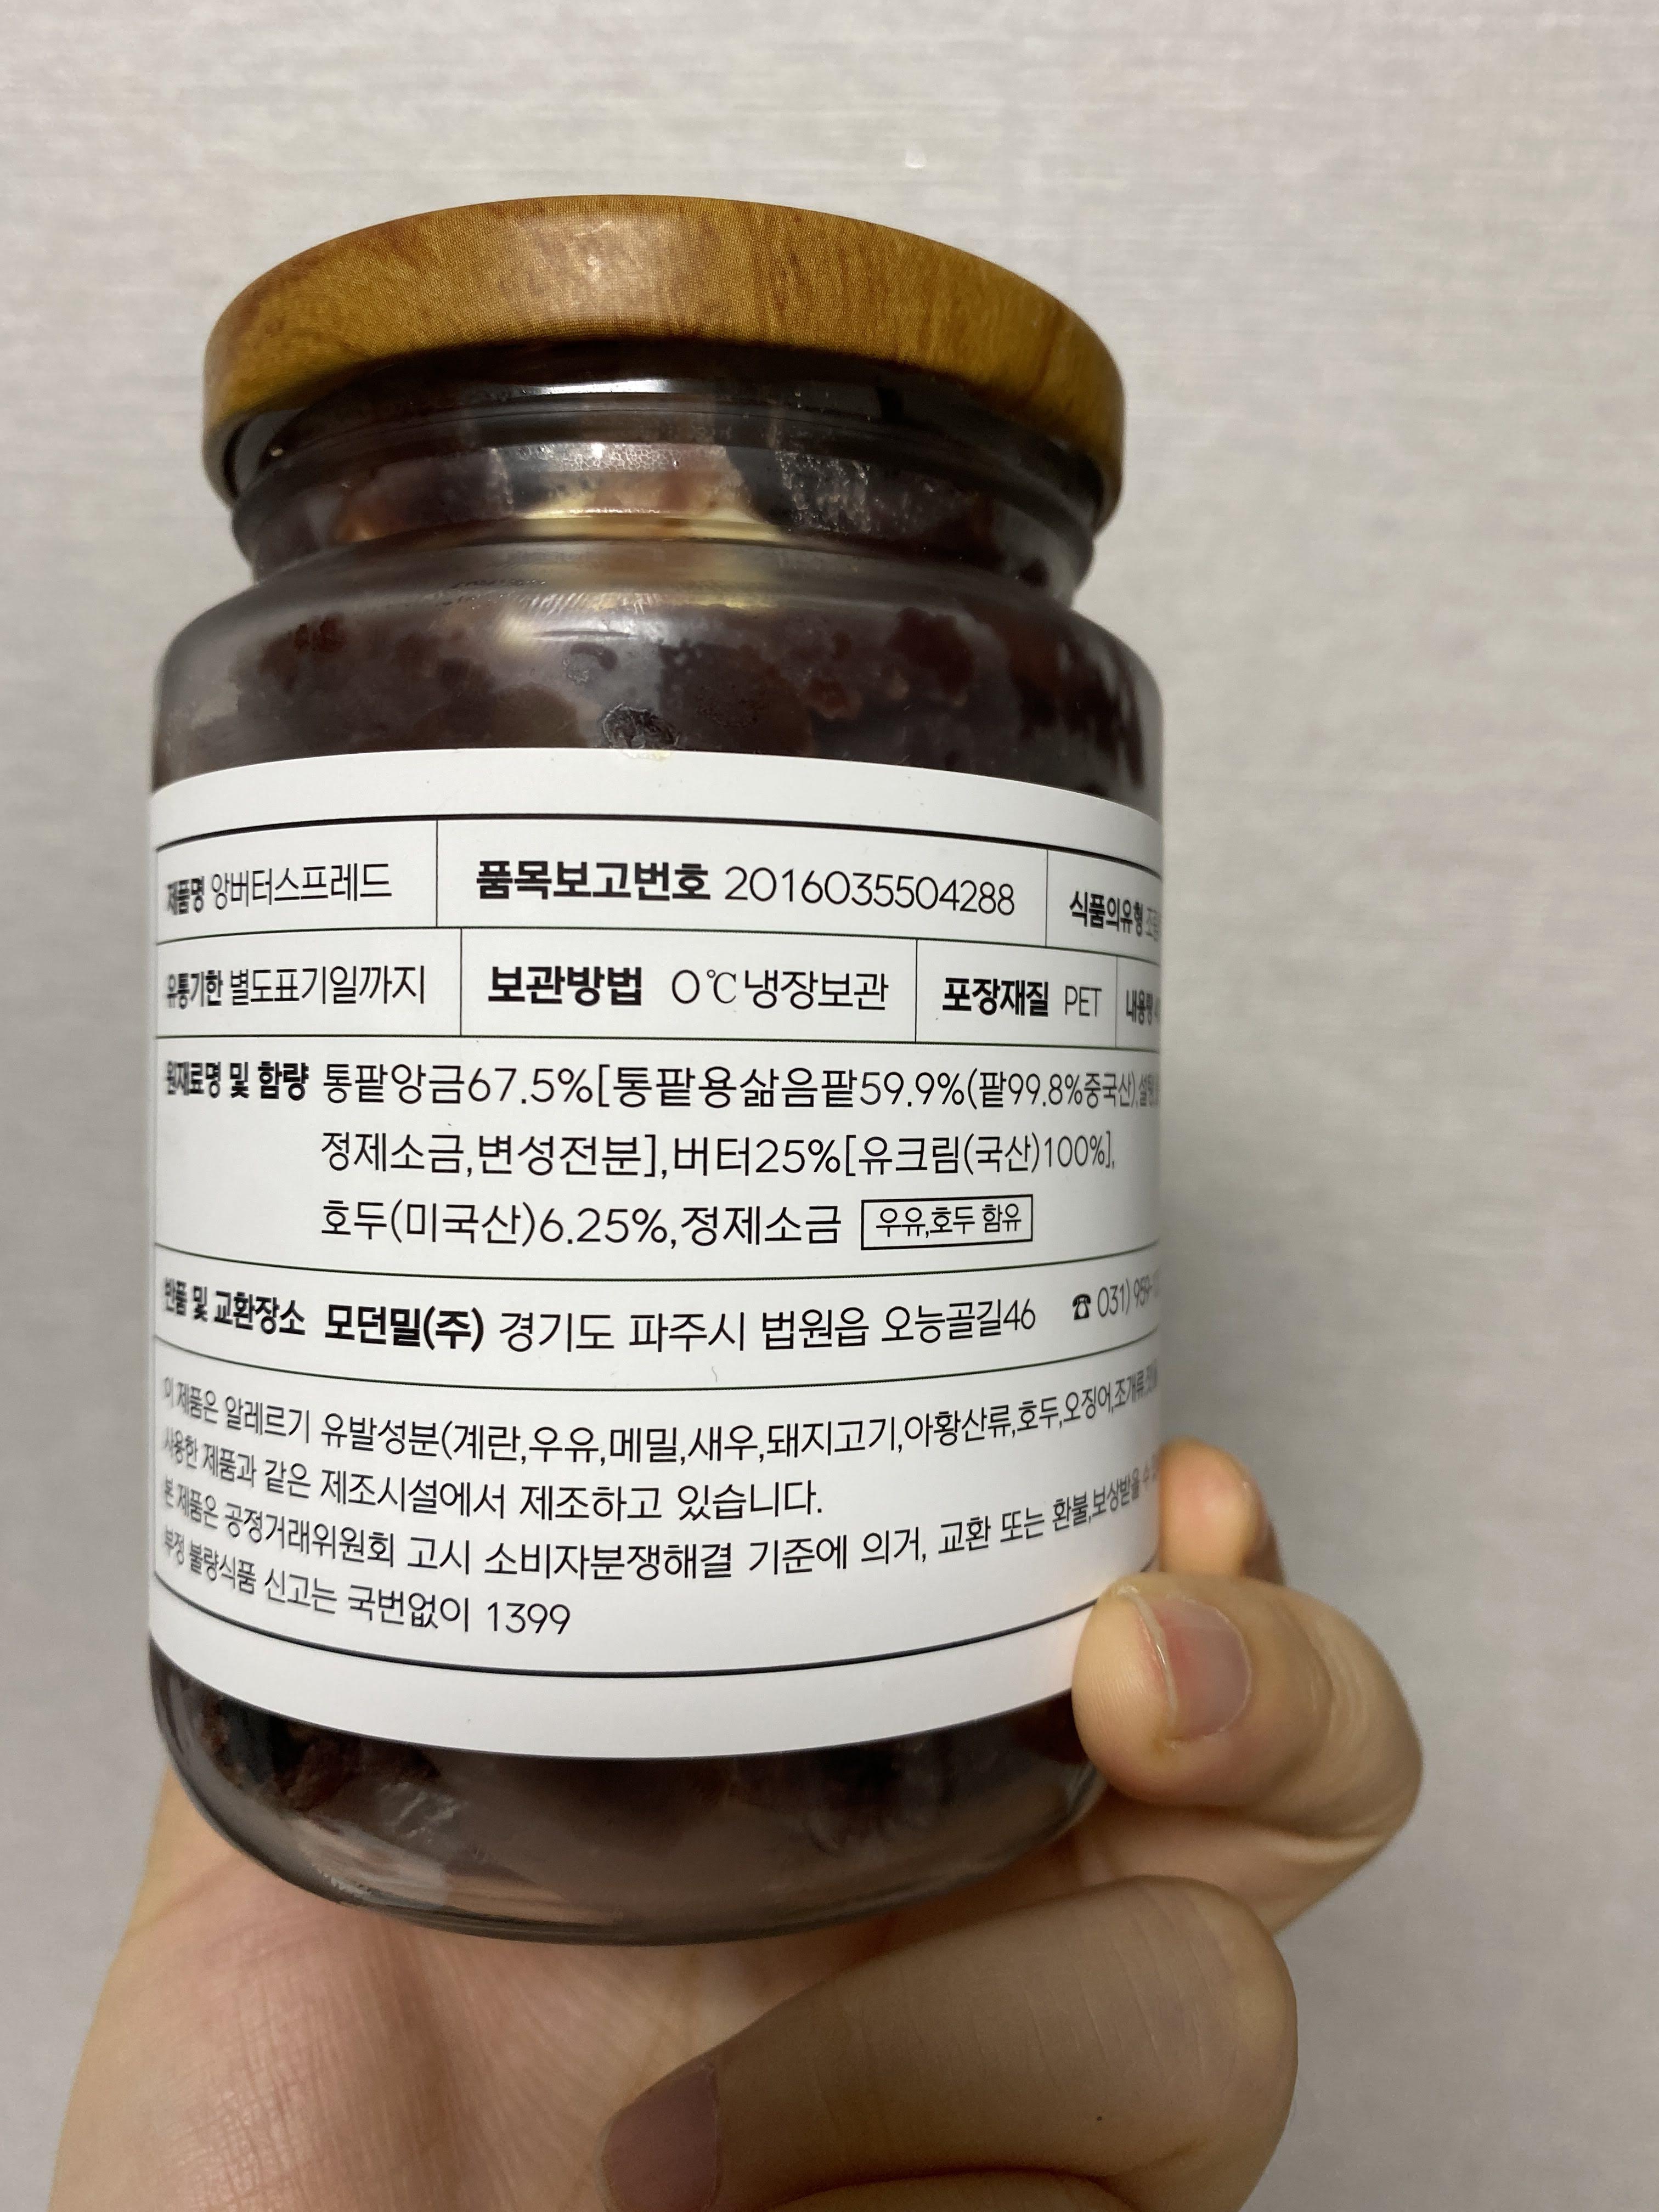 제품명 앙버터스프레드 품목보고번호 2016035504288 식품의유형
유통기한 별도표기일까지 보관방법 0℃ 냉장보관 포장재질 PET 내용량
원재료명 및 함량 통팥앙금67.5%[통팥용삶음팥59.9%(팥99.8%중국산),설탕,
정제소금,변성전분],버터25%[유크림(국산)100%],
호두(미국산)6.25%,정제소금 우유,호두 함유
반품 및 교환장소 모던밀(주) 경기도 파주시 법원읍 오능골길46 ☎ 031)
이 제품은 알레르기 유발성분(계란,우유,메밀,새우,돼지고기,아황산류,호두,오징어,조개류,
사용한 제품과 같은 제조시설에서 제조하고 있습니다.
본 제품은 공정거래위원회 고시 소비자분쟁해결 기준에 의거, 교환 또는 환불,보상받을 수
부정 불량식품 신고는 국번없이 1399